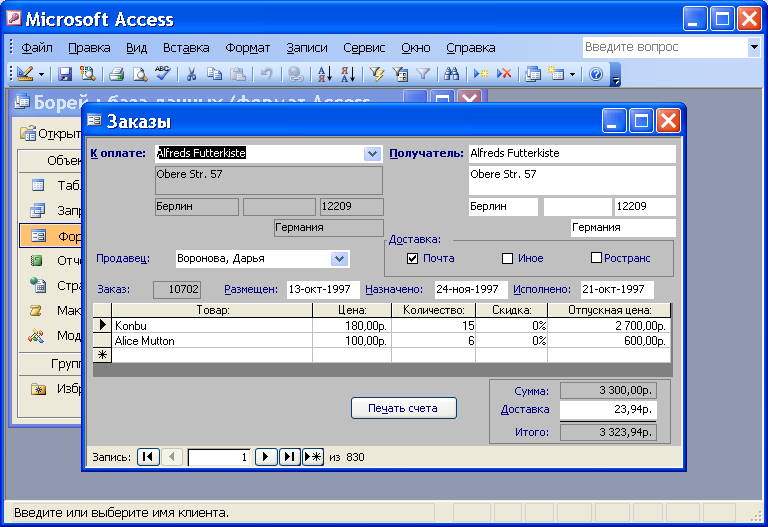 Microsoft Access
Файл Правка Вид Вставка Формат Записи Сервис Окно Справка Введите вопрос
Борей : база данных (формат Access
Открыт
Объек
Табл
Запр
Фор
Отче
Стра
Мак
Мод
Групп
Избр
Заказы
К оплате: Alfreds Futterkiste Получатель: Alfreds Futterkiste
Obere Str. 57 Obere Str. 57
Берлин 12209 Берлин 12209
Германия Германия
Доставка:
Продавец: Воронова, Дарья Почта Иное Ространс
Заказ: 10702 Размещен: 13-окт-1997 Назначено: 24-ноя-1997 Исполнено: 21-окт-1997
Товар: Цена: Количество: Скидка: Отпускная цена:
Konbu 180,00р. 15 0% 2 700,00р.
Alice Mutton 100,00р. 6 0% 600,00р.
Сумма: 3 300,00р.
Печать счета Доставка 23,94р.
Итого: 3 323,94р.
Запись: 1 из 830
Введите или выберите имя клиента.